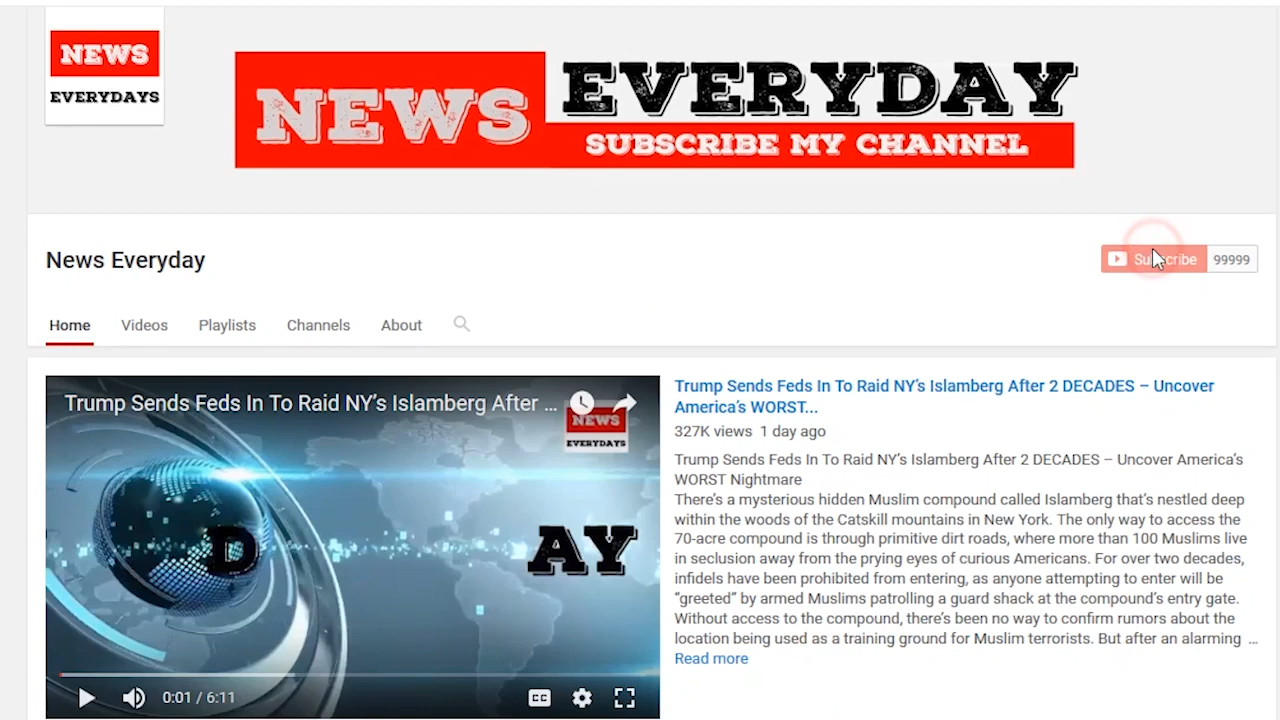 NEWS
EVERYDAYS
NEWS
EVERYDAY
SUBSCRIBE MY CHANNEL
News Everyday
Subscribe 99999
Home Videos Playlists Channels About
Trump Sends Feds In To Raid NY’s Islamberg After ...
NEWS
EVERYDAYS
D AY
0:01 / 6:11
CC
Trump Sends Feds In To Raid NY’s Islamberg After 2 DECADES – Uncover
America’s WORST...
327K views 1 day ago
Trump Sends Feds In To Raid NY’s Islamberg After 2 DECADES – Uncover America’s
WORST Nightmare
There’s a mysterious hidden Muslim compound called Islamberg that’s nestled deep
within the woods of the Catskill mountains in New York. The only way to access the
70-acre compound is through primitive dirt roads, where more than 100 Muslims live
in seclusion away from the prying eyes of curious Americans. For over two decades,
infidels have been prohibited from entering, as anyone attempting to enter will be
“greeted” by armed Muslims patrolling a guard shack at the compound’s entry gate.
Without access to the compound, there’s been no way to confirm rumors about the
location being used as a training ground for Muslim terrorists. But after an alarming ...
Read more